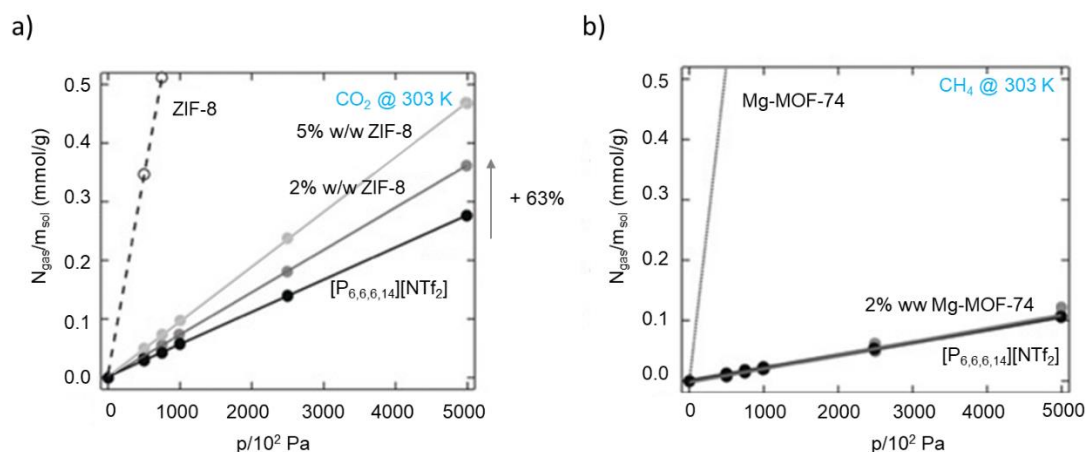 a)
CO2 @ 303 K
ZIF-8
5% w/w ZIF-8
2% w/w ZIF-8
[P6,6,6,14][NTf2]
+ 63%
Ngas/msol (mmol/g)
0.5
0.4
0.3
0.2
0.1
0.0
0 1000 2000 3000 4000 5000
p/10² Pa
b)
CH4 @ 303 K
Mg-MOF-74
2% ww Mg-MOF-74
[P6,6,6,14][NTf2]
Ngas/msol (mmol/g)
0.5
0.4
0.3
0.2
0.1
0.0
0 1000 2000 3000 4000 5000
p/10² Pa